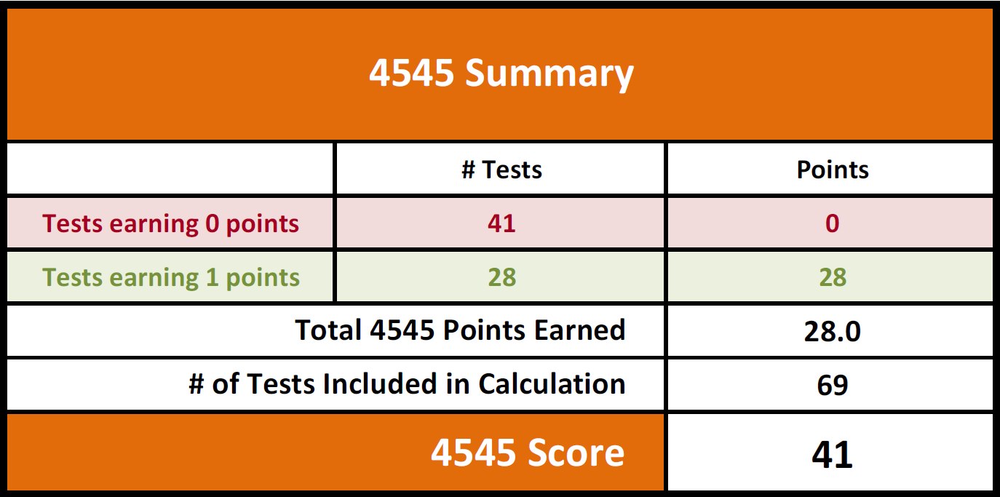 4545 Summary
# Tests Points
Tests earning 0 points 41 0
Tests earning 1 points 28 28
Total 4545 Points Earned 28.0
# of Tests Included in Calculation 69
4545 Score 41